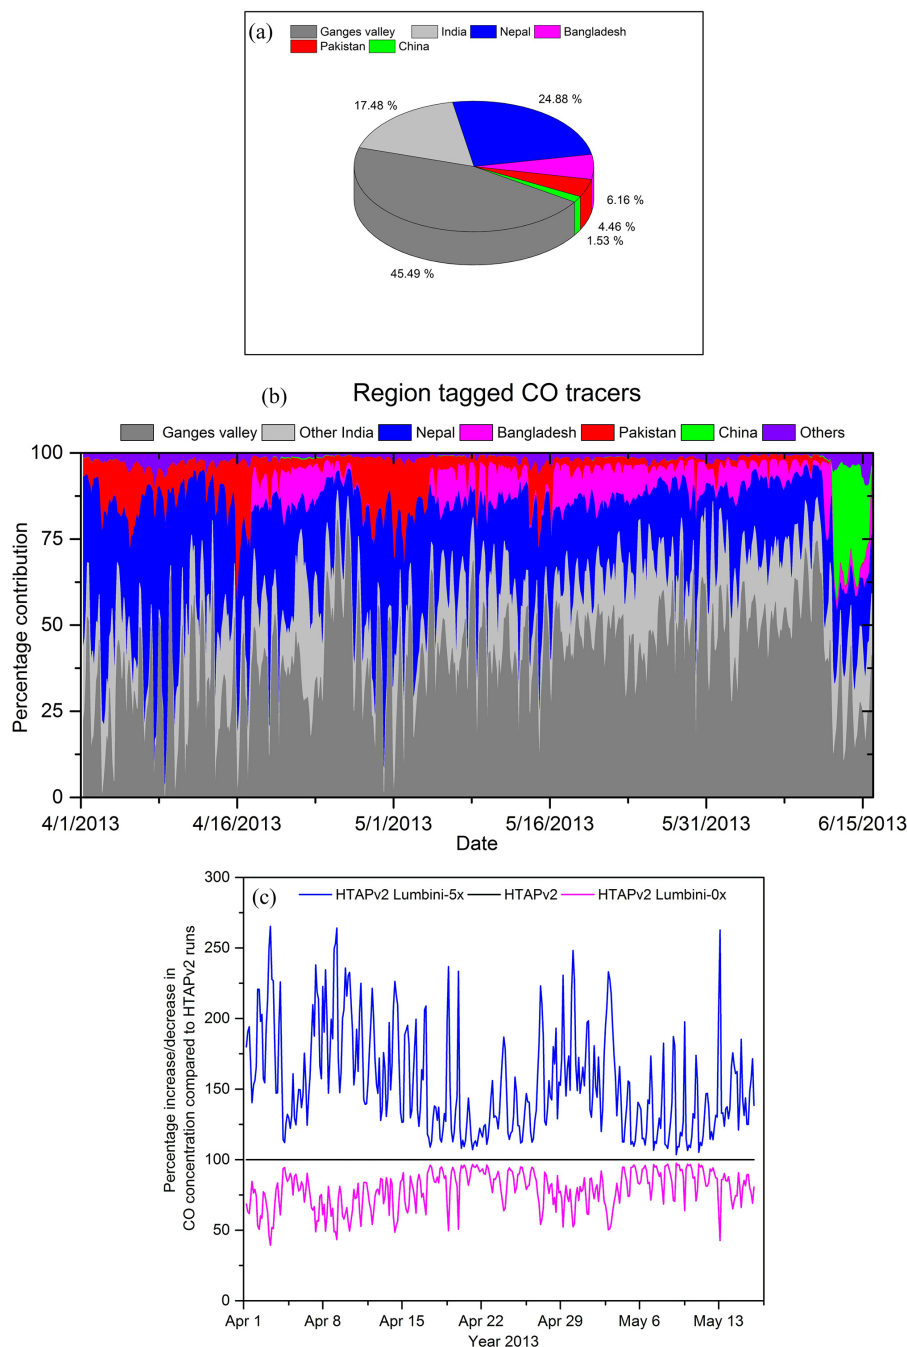 (a)
Ganges valley India Nepal Bangladesh
Pakistan China
17.48 %
24.88 %
6.16 %
4.46 %
1.53 %
45.49 %
(b) Region tagged CO tracers
Ganges valley Other India Nepal Bangladesh Pakistan China Others
Percentage contribution
100
75
50
25
0
4/1/2013 4/16/2013 5/1/2013 5/16/2013 5/31/2013 6/15/2013
Date
(c) HTAPv2 Lumbini-5x HTAPv2 HTAPv2 Lumbini-0x
Percentage increase/decrease in
CO concentration compared to HTAPv2 runs
300
250
200
150
100
50
0
Apr 1 Apr 8 Apr 15 Apr 22 Apr 29 May 6 May 13
Year 2013